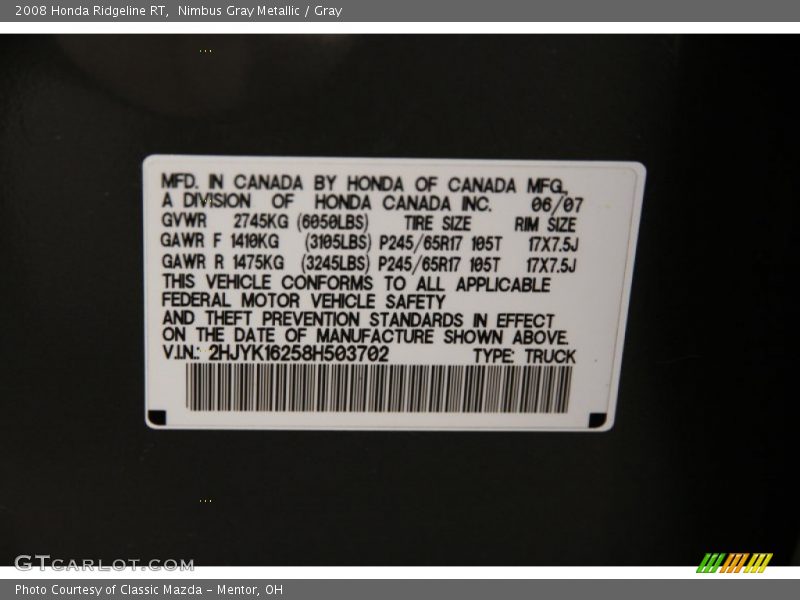 2008 Honda Ridgeline RT,  Nimbus Gray Metallic / Gray
MFD. IN CANADA BY HONDA OF CANADA MFG.,
A DIVISION OF HONDA CANADA INC. 06/07
GVWR 2745KG (6050LBS) TIRE SIZE RIM SIZE
GAWR F 1410KG (3105LBS) P245/65R17 105T 17X7.5J
GAWR R 1475KG (3245LBS) P245/65R17 105T 17X7.5J
THIS VEHICLE CONFORMS TO ALL APPLICABLE
FEDERAL MOTOR VEHICLE SAFETY
AND THEFT PREVENTION STANDARDS IN EFFECT
ON THE DATE OF MANUFACTURE SHOWN ABOVE.
V.I.N.: 2HJYK16258H503702 TYPE: TRUCK
GTCARLOT.COM
Photo Courtesy of Classic Mazda - Mentor, OH